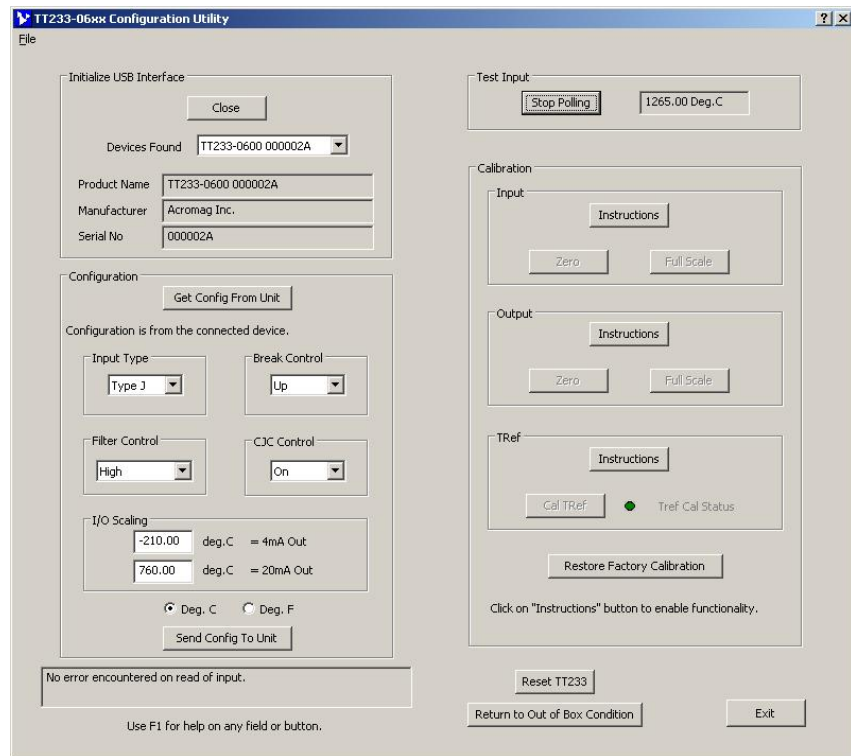 TT233-06xx Configuration Utility
File
Initialize USB Interface
Close
Devices Found TT233-0600 000002A
Product Name TT233-0600 000002A
Manufacturer Acromag Inc.
Serial No 000002A
Configuration
Get Config From Unit
Configuration is from the connected device.
Input Type
Type J
Break Control
Up
Filter Control
High
CJC Control
On
I/O Scaling
-210.00 deg.C = 4mA Out
760.00 deg.C = 20mA Out
Deg. C Deg. F
Send Config To Unit
No error encountered on read of input.
Use F1 for help on any field or button.
Test Input
Stop Polling 1265.00 Deg.C
Calibration
Input
Instructions
Zero Full Scale
Output
Instructions
Zero Full Scale
TRef
Instructions
Cal TRef Tref Cal Status
Restore Factory Calibration
Click on "Instructions" button to enable functionality.
Reset TT233
Return to Out of Box Condition
Exit